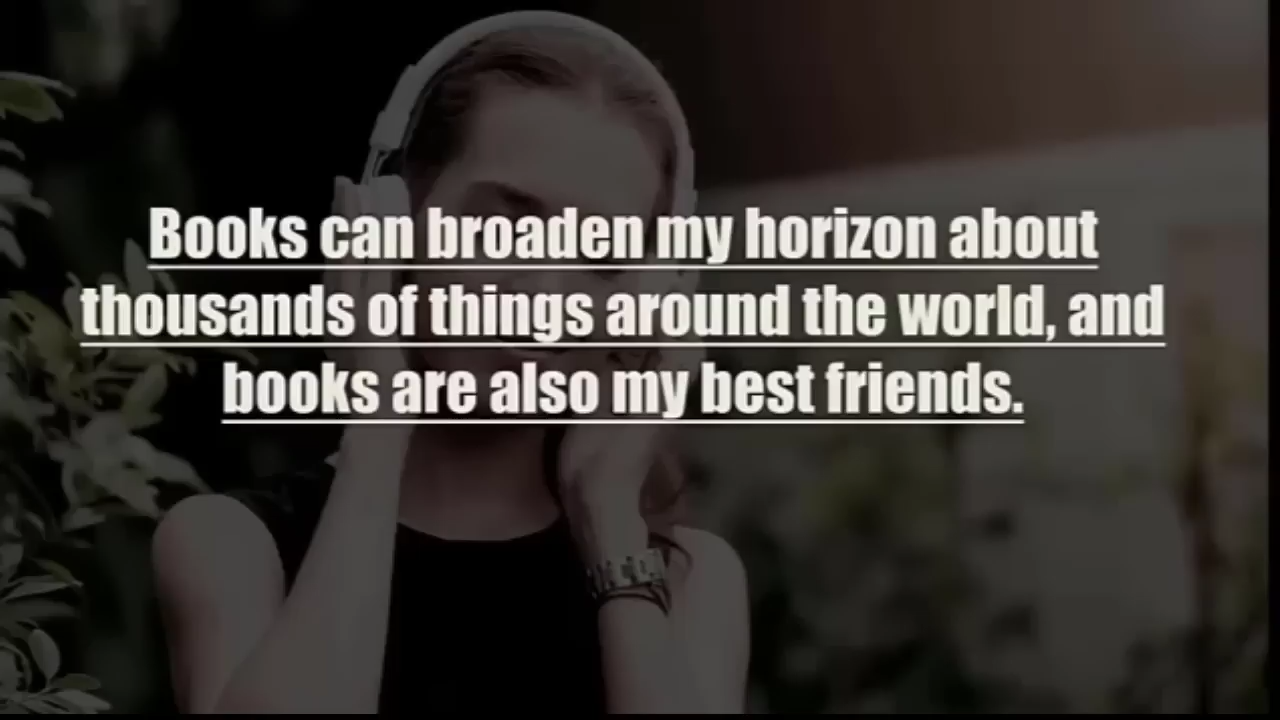 Books can broaden my horizon about
thousands of things around the world, and
books are also my best friends.